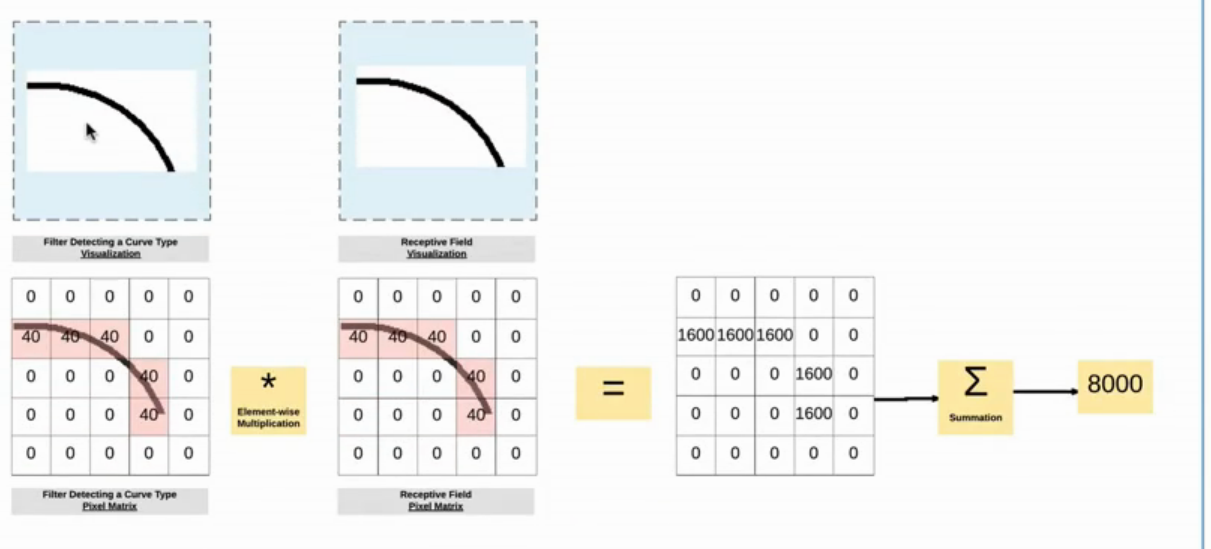 Filter Detecting a Curve Type
Visualization
Receptive Field
Visualization
0 0 0 0 0
40 40 40 0 0
0 0 0 40 0
0 0 0 40 0
0 0 0 0 0
*
Element-wise
Multiplication
0 0 0 0 0
40 40 40 0 0
0 0 0 40 0
0 0 0 40 0
0 0 0 0 0
=
0 0 0 0 0
1600 1600 1600 0 0
0 0 0 1600 0
0 0 0 1600 0
0 0 0 0 0
Σ
Summation
8000
Filter Detecting a Curve Type
Pixel Matrix
Receptive Field
Pixel Matrix